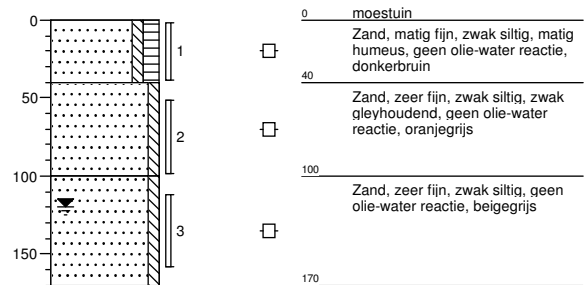 0
50
100
150
1
2
3
0 moestuin
Zand, matig fijn, zwak siltig, matig
humeus, geen olie-water reactie,
donkerbruin
40
Zand, zeer fijn, zwak siltig, zwak
gleyhoudend, geen olie-water
reactie, oranjegrijs
100
Zand, zeer fijn, zwak siltig, geen
olie-water reactie, beigegrijs
170